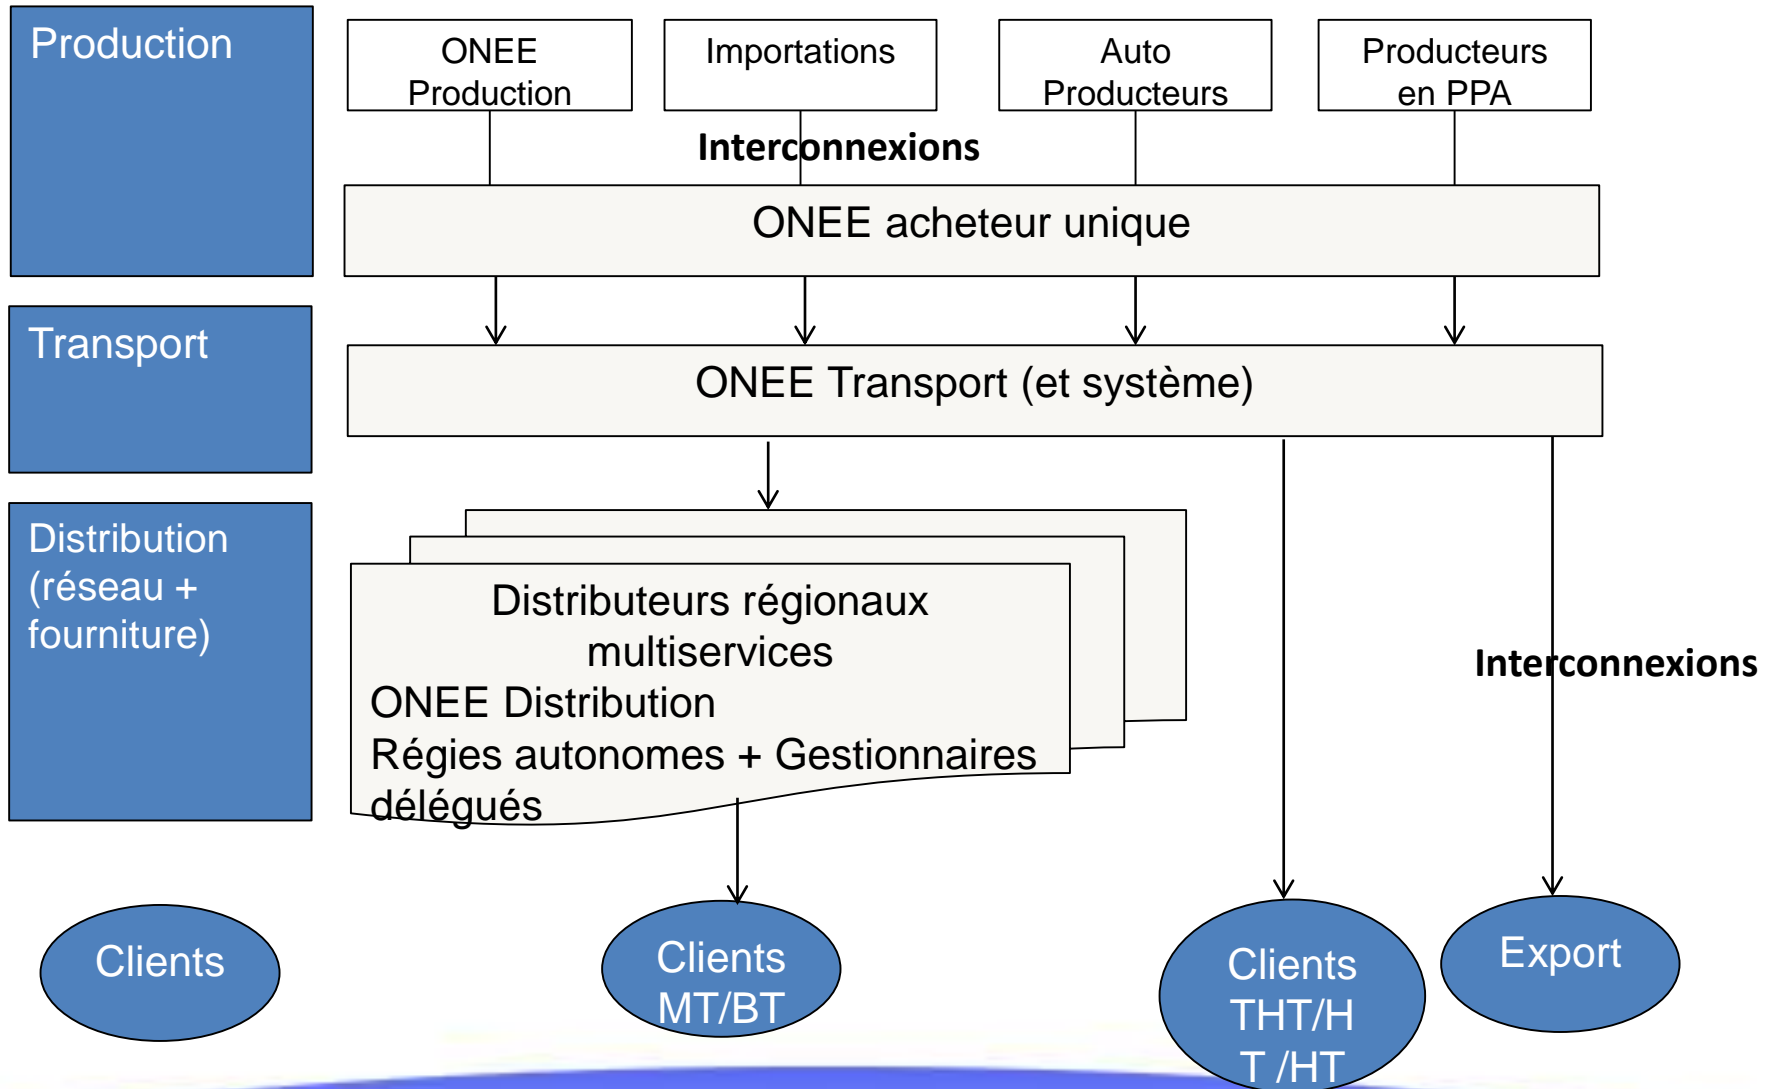 Production
ONEE
Production
Importations
Auto
Producteurs
Producteurs
en PPA
Interconnexions
ONEE acheteur unique
Transport
ONEE Transport (et système)
Distribution
(réseau +
fourniture)
Distributeurs régionaux
multiservices
ONEE Distribution
Régies autonomes + Gestionnaires
délégués
Interconnexions
Clients
Clients
MT/BT
Clients
THT/H
T /HT
Export